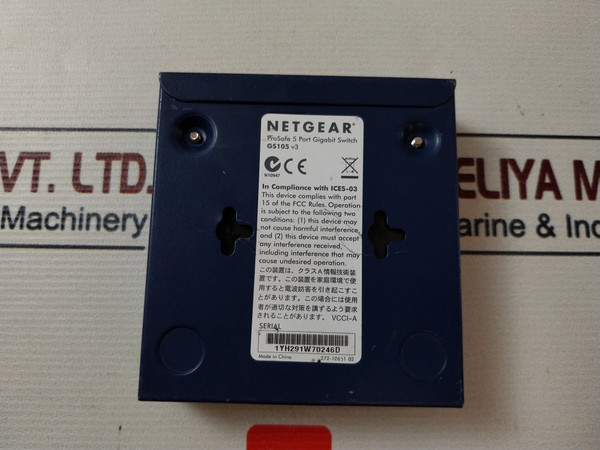 NETGEAR®
ProSafe 5 Port Gigabit Switch
GS105 v3
CE
N10947
In Compliance with ICES-03
This device complies with part
15 of the FCC Rules. Operation
is subject to the following two
conditions: (1) this device may
not cause harmful interference,
and (2) this device must accept
any interference received,
including interference that may
cause undesired operation.
この装置は、クラスA情報技術装
置です。この装置を家庭環境で使
用すると電波妨害を引き起こすこ
とがあります。この場合には使用
者が適切な対策を講ずるよう要求
されることがあります。 VCCI-A
SERIAL
1YH291W70246D
Made in China
272-10651 02
VT. LTD.
Machinery
ELIYA M
arine & Ind